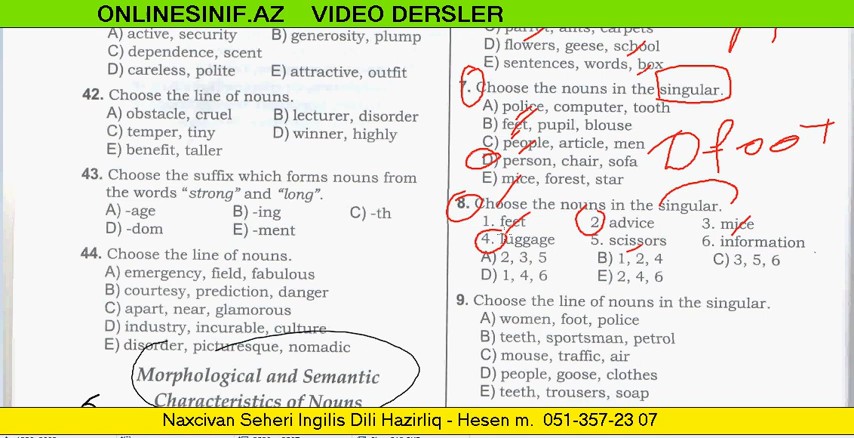 ONLINESINIF.AZ VIDEO DERSLER
A) active, security B) generosity, plump
C) dependence, scent
D) careless, polite E) attractive, outfit
42. Choose the line of nouns.
A) obstacle, cruel B) lecturer, disorder
C) temper, tiny D) winner, highly
E) benefit, taller
43. Choose the suffix which forms nouns from
the words “strong” and “long”.
A) -age B) -ing C) -th
D) -dom E) -ment
44. Choose the line of nouns.
A) emergency, field, fabulous
B) courtesy, prediction, danger
C) apart, near, glamorous
D) industry, incurable, culture
E) disorder, picturesque, nomadic
Morphological and Semantic
Characteristics of Nouns
C) parrot, ants, carpets
D) flowers, geese, school
E) sentences, words, box
7. Choose the nouns in the singular.
A) police, computer, tooth
B) feet, pupil, blouse
C) people, article, men
D) person, chair, sofa
E) mice, forest, star
D foot
8. Choose the nouns in the singular.
1. feet 2. advice 3. mice
4. luggage 5. scissors 6. information
A) 2, 3, 5 B) 1, 2, 4 C) 3, 5, 6
D) 1, 4, 6 E) 2, 4, 6
9. Choose the line of nouns in the singular.
A) women, foot, police
B) teeth, sportsman, petrol
C) mouse, traffic, air
D) people, goose, clothes
E) teeth, trousers, soap
Naxcivan Seheri Ingilis Dili Hazirliq - Hesen m. 051-357-23 07